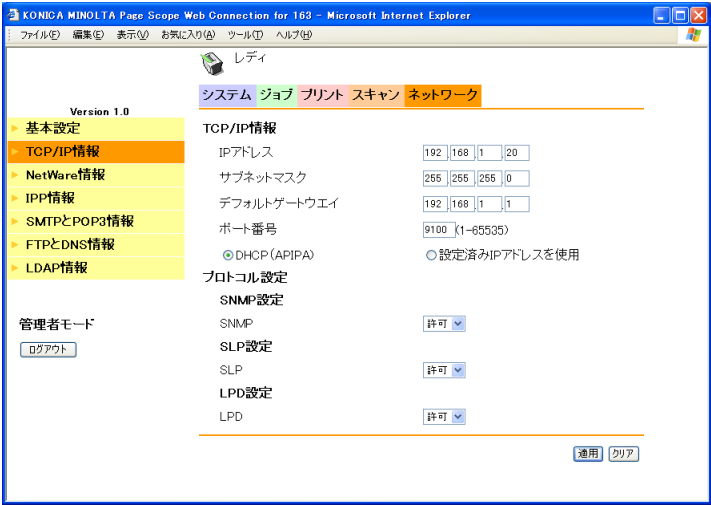 KONICA MINOLTA Page Scope Web Connection for 163 - Microsoft Internet Explorer
ファイル(F) 編集(E) 表示(V) お気に入り(A) ツール(T) ヘルプ(H)
レディ
システム ジョブ プリント スキャン ネットワーク
Version 1.0
基本設定
TCP/IP情報
NetWare情報
IPP情報
SMTPとPOP3情報
FTPとDNS情報
LDAP情報
管理者モード
ログアウト
TCP/IP情報
IPアドレス 192.168.1.20
サブネットマスク 255.255.255.0
デフォルトゲートウエイ 192.168.1.1
ポート番号 9100 (1-65535)
DHCP(APIPA) 設定済みIPアドレスを使用
プロトコル設定
SNMP設定
SNMP 許可
SLP設定
SLP 許可
LPD設定
LPD 許可
適用 クリア